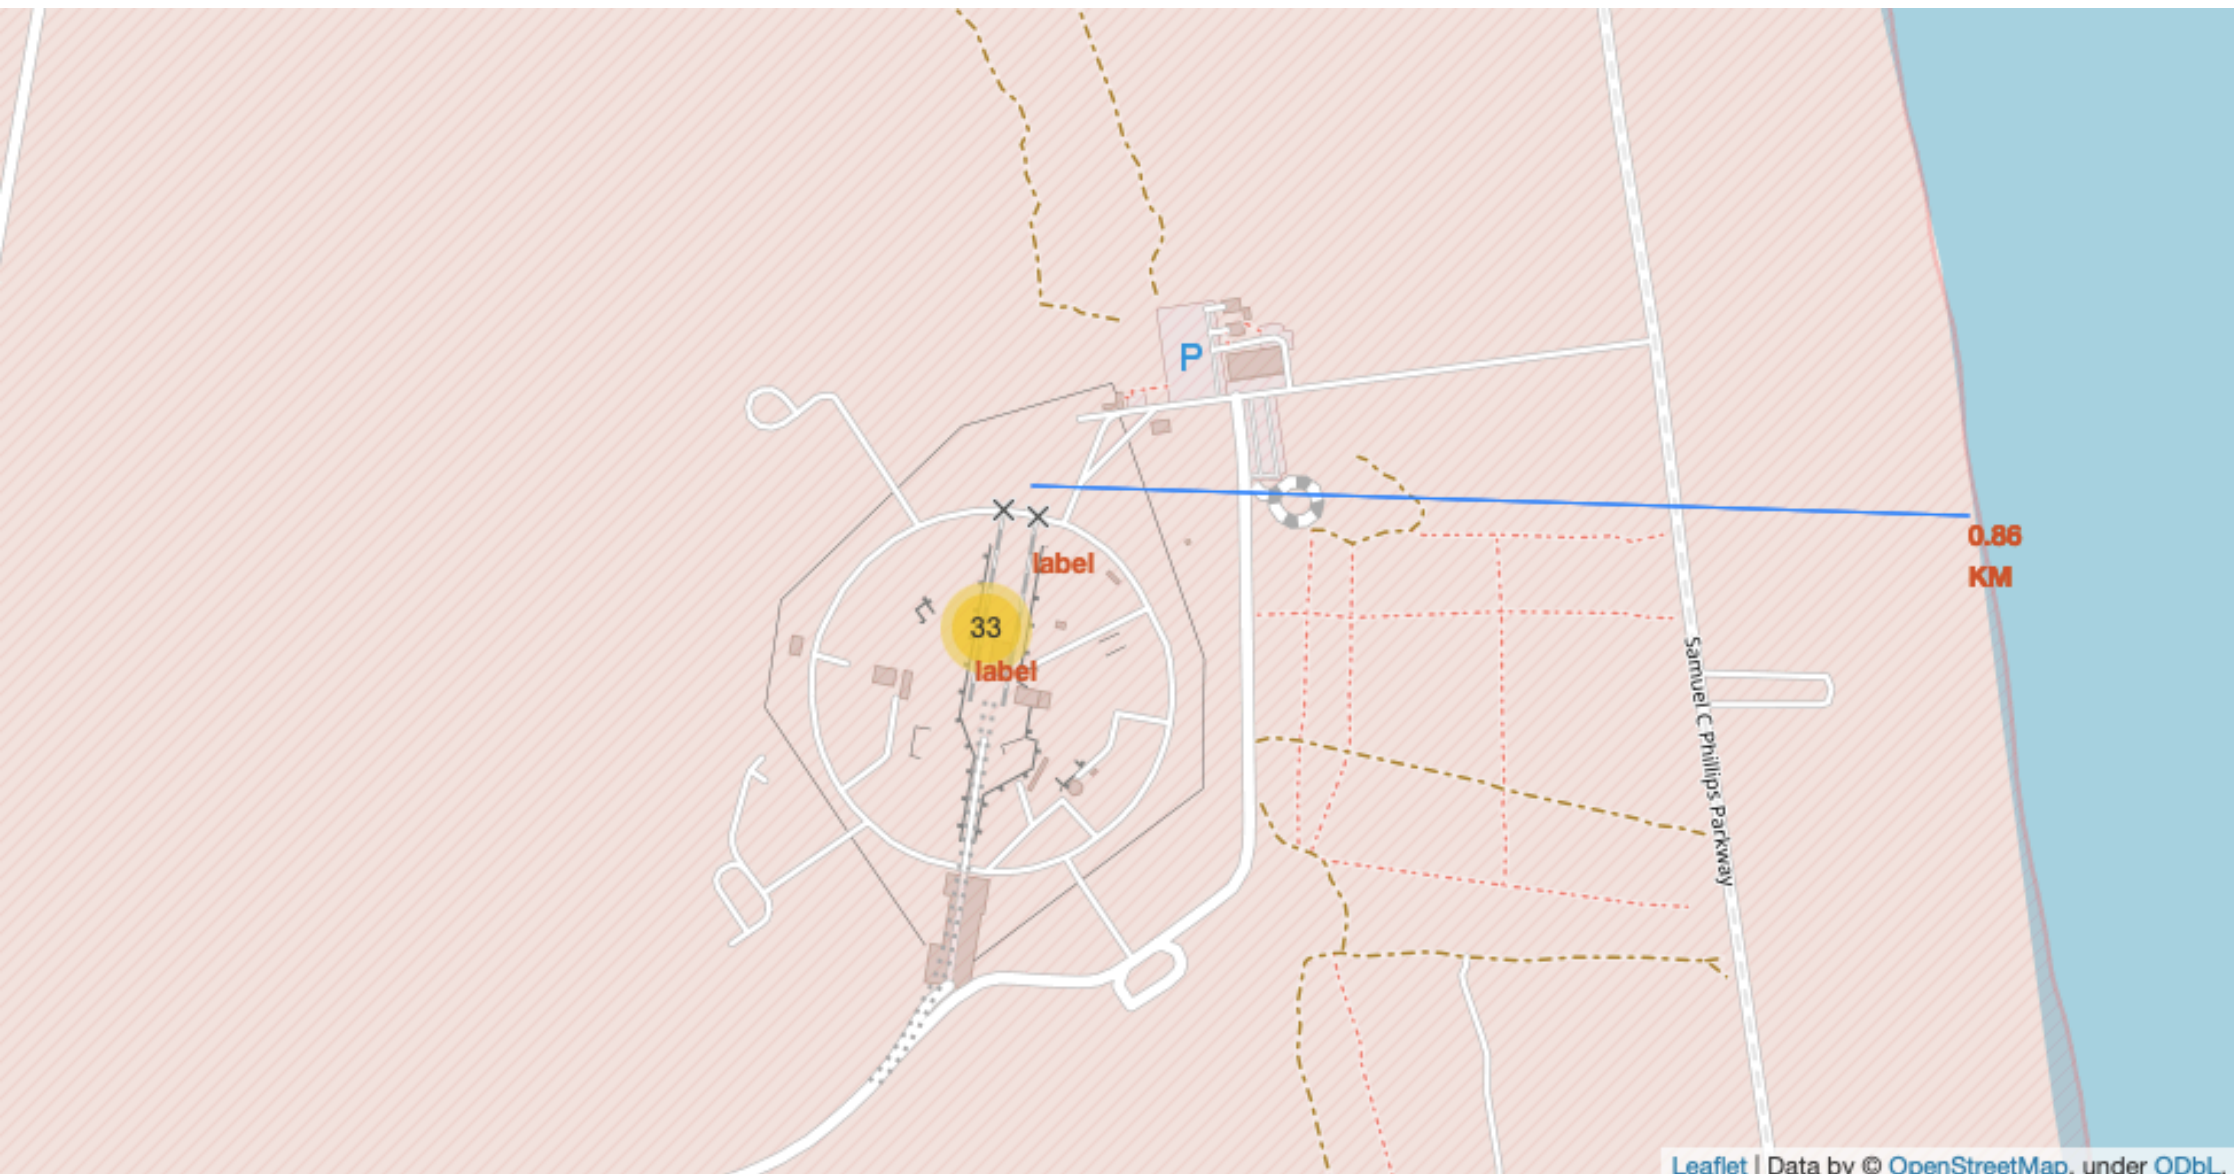 P
0.86
KM
label
33
label
Samuel C Phillips Parkway
Leaflet | Data by © OpenStreetMap, under ODbL.